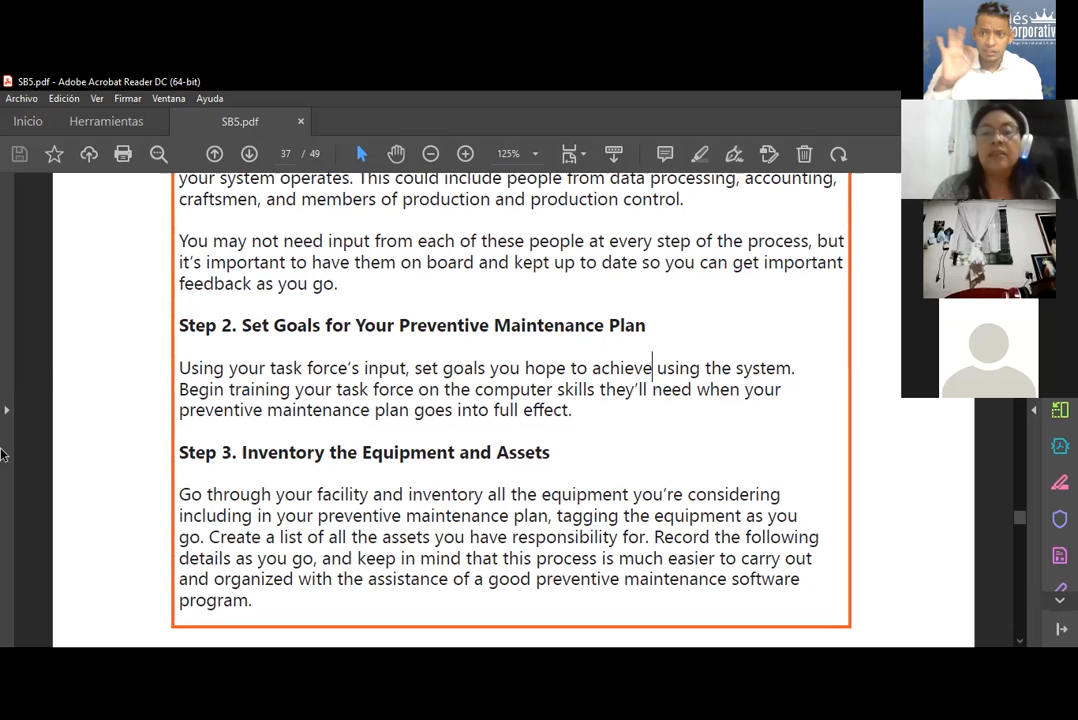 lés
orporativ
SB5.pdf - Adobe Acrobat Reader DC (64-bit)
Archivo Edición Ver Firmar Ventana Ayuda
Inicio Herramientas SB5.pdf ×
37 / 49 125%
your system operates. This could include people from data processing, accounting,
craftsmen, and members of production and production control.
You may not need input from each of these people at every step of the process, but
it's important to have them on board and kept up to date so you can get important
feedback as you go.
Step 2. Set Goals for Your Preventive Maintenance Plan
Using your task force's input, set goals you hope to achieve using the system.
Begin training your task force on the computer skills they'll need when your
preventive maintenance plan goes into full effect.
Step 3. Inventory the Equipment and Assets
Go through your facility and inventory all the equipment you're considering
including in your preventive maintenance plan, tagging the equipment as you
go. Create a list of all the assets you have responsibility for. Record the following
details as you go, and keep in mind that this process is much easier to carry out
and organized with the assistance of a good preventive maintenance software
program.